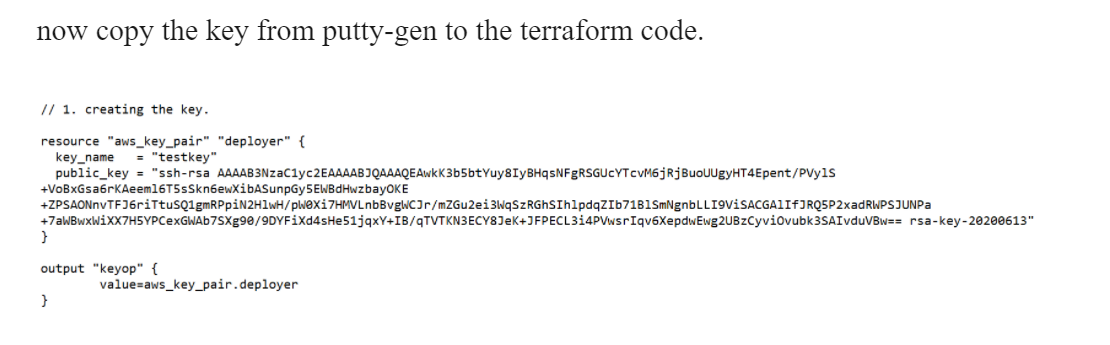 now copy the key from putty-gen to the terraform code.
// 1. creating the key.
resource "aws_key_pair" "deployer" {
key_name = "testkey"
public_key = "ssh-rsa AAAAB3NzaC1yc2EAAAABJQAAAQEAwkK3b5btYuy8IyBHqsNFgRSGUcYTcvM6jRjBuoUUgyHT4Epent/PVylS
+VoBxGsa6rKAeeml6T5sSkn6ewXibASunpGy5EWBdHwzbayOKE
+ZPSAONnvTFJ6riTtuSQ1gmRPpiN2HlwH/pW0Xi7HMVLnbBvgWCJr/mZGu2ei3WqSzRGhSIhlpdqZIb71BlSmNgnbLLI9ViSACGAlIfJRQ5P2xadRWPSJUNPa
+7aWBwxWiXX7H5YPCexGWAb7SXg90/9DYFiXd4sHe51jqxY+IB/qTVTKN3ECY8JeK+JFPECL3i4PVwsrIqv6XepdwEwg2UBzCyviOvubk3SAIvduVBw== rsa-key-20200613"
}
output "keyop" {
value=aws_key_pair.deployer
}